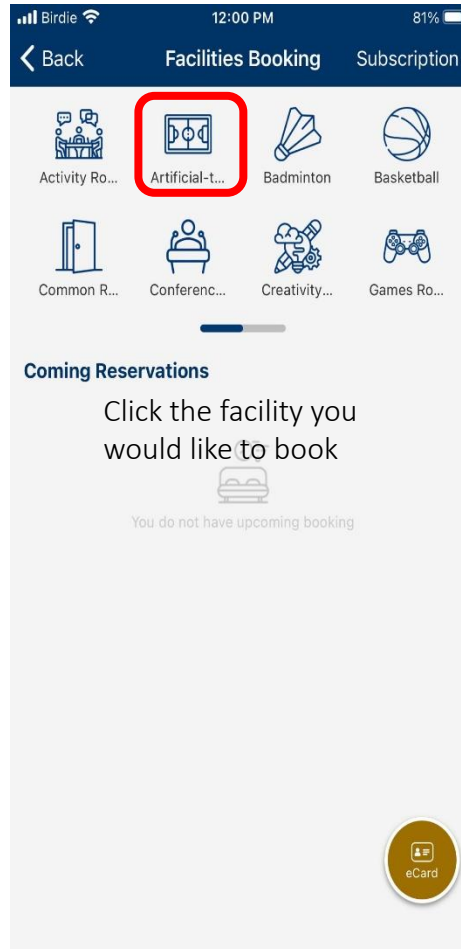 Birdie 12:00 PM 81%
Back Facilities Booking Subscription
Activity Ro... Artificial-t... Badminton Basketball
Common R... Conferenc... Creativity... Games Ro...
Coming Reservations
Click the facility you
would like to book
You do not have upcoming booking
eCard